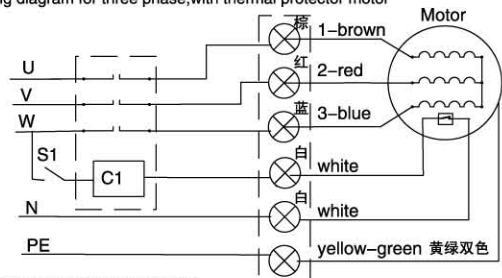 ng diagram for three phase,with thermal protector motor
Motor
棕 1-brown
U
红 2-red
V
蓝 3-blue
W
S1
C1
白 white
N
白 white
PE
yellow-green 黄绿双色